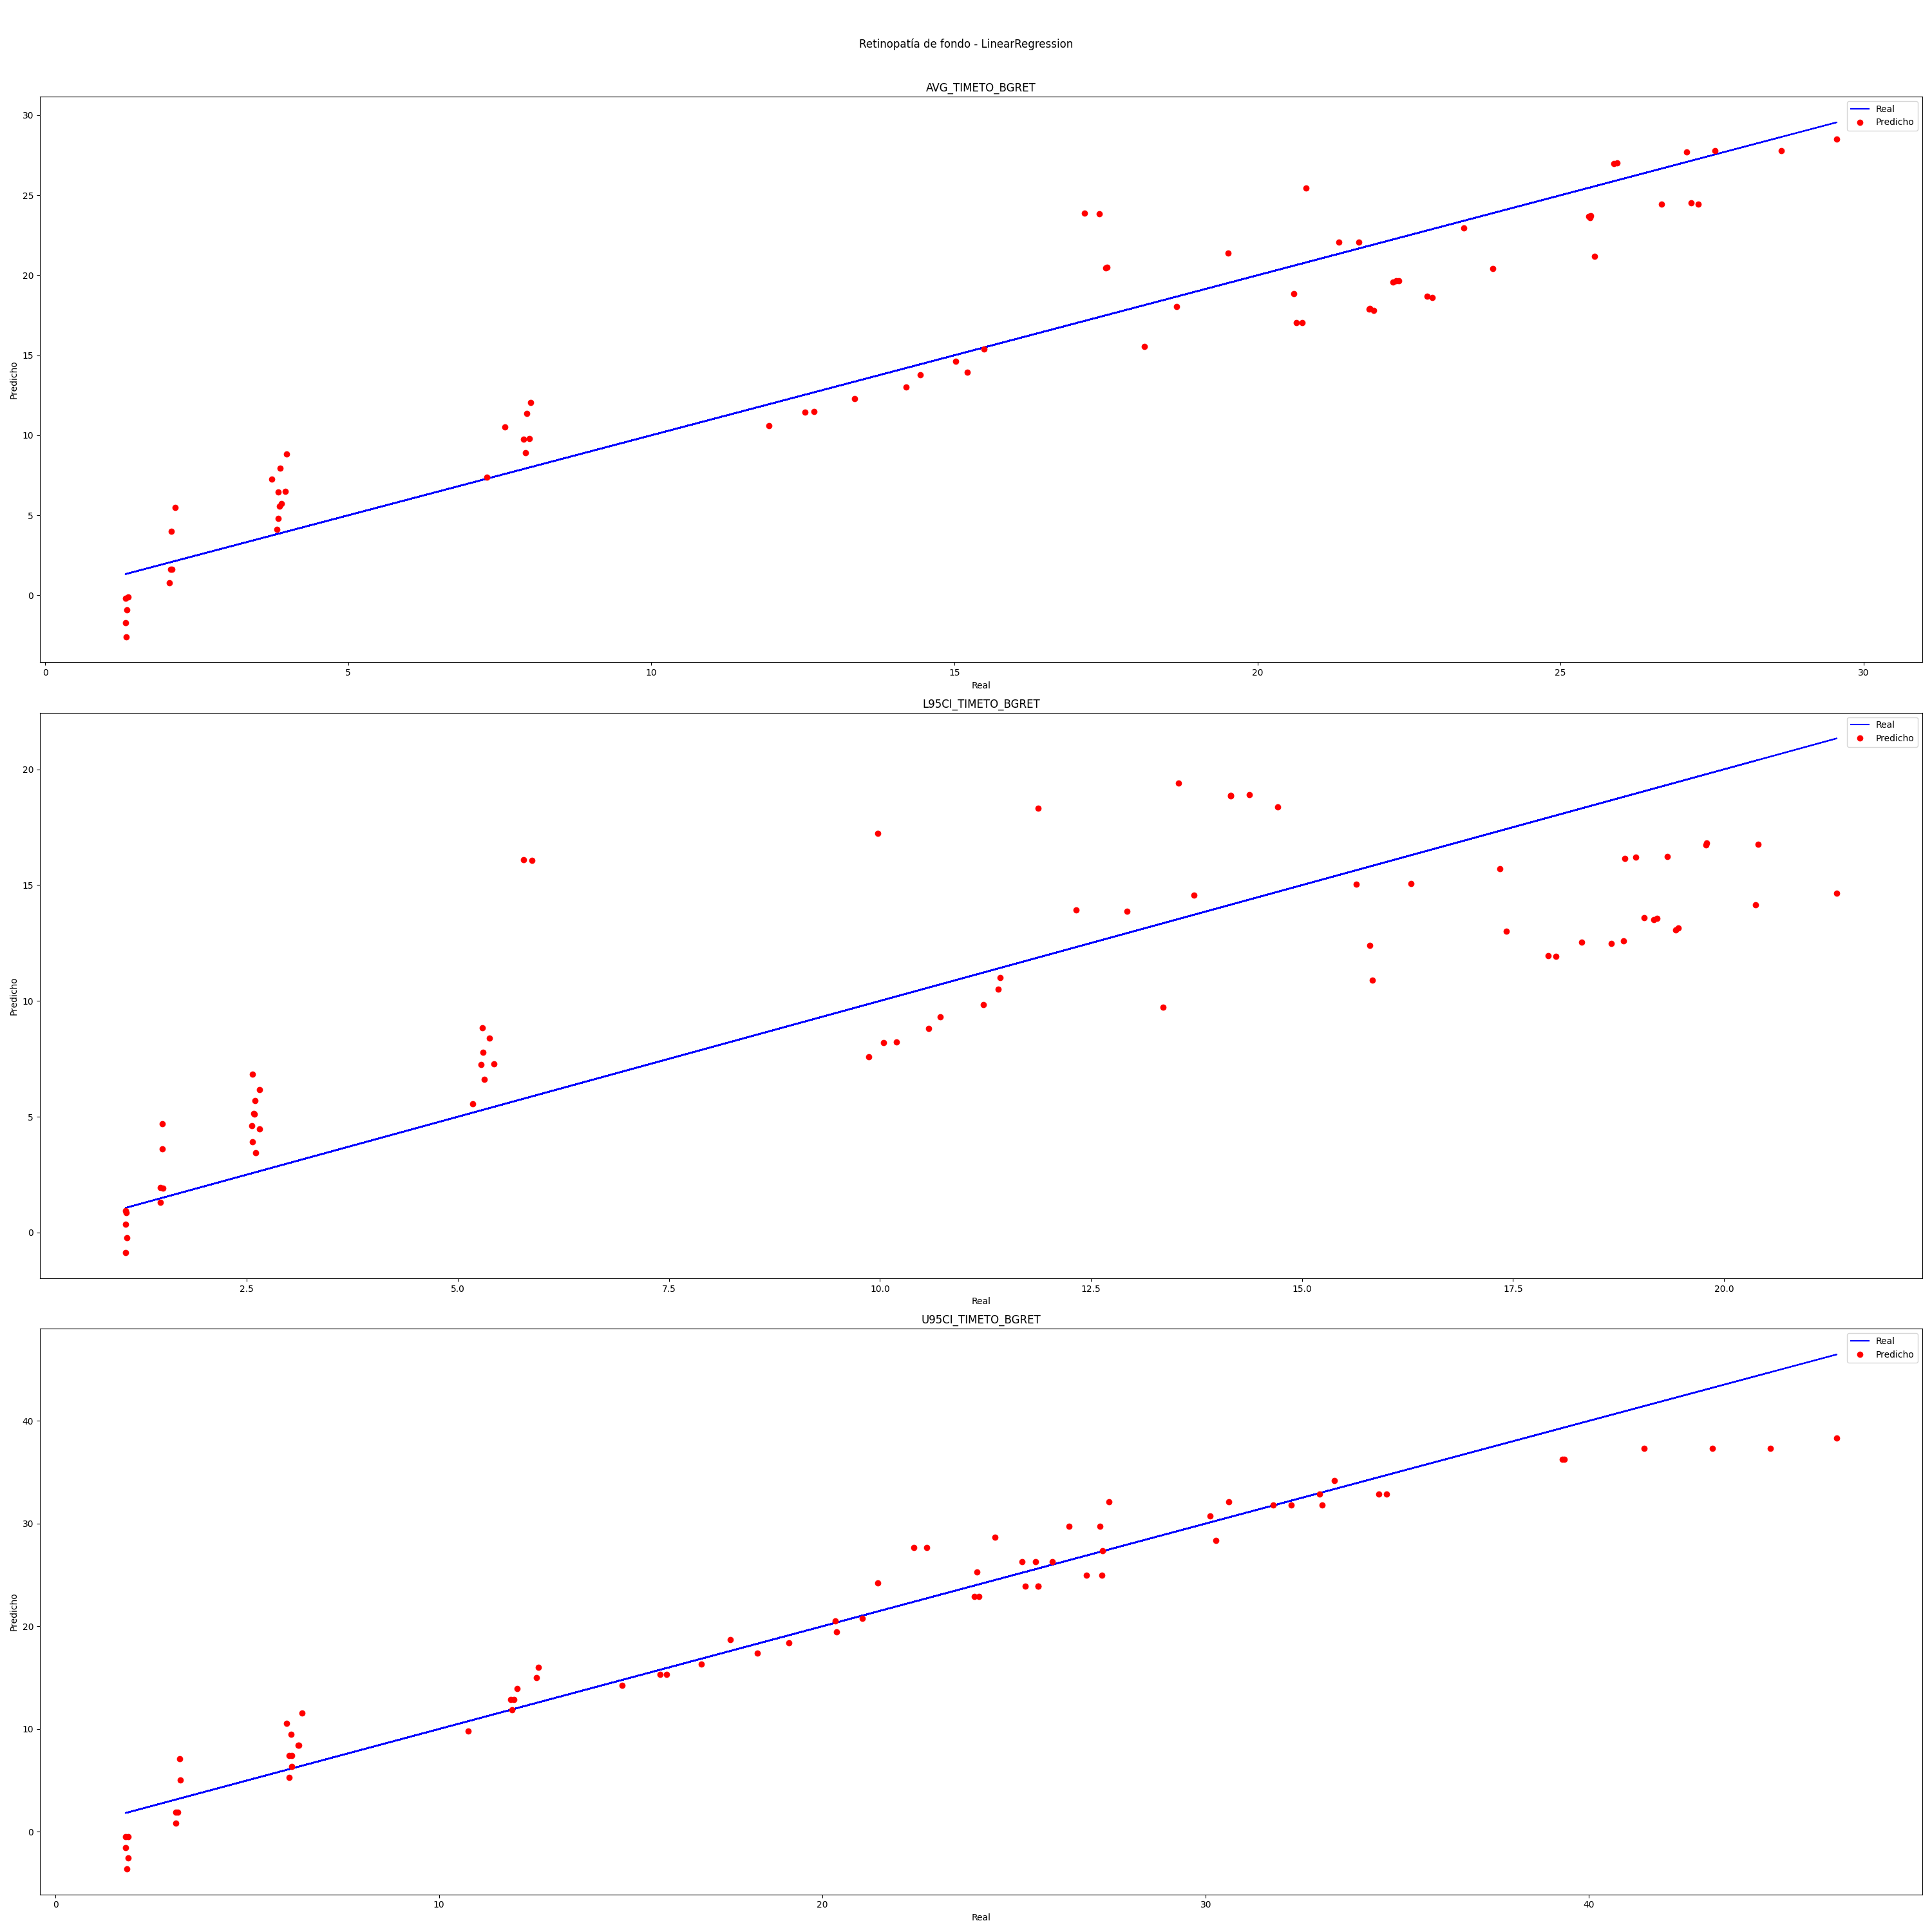 Retinopatía de fondo - LinearRegression
AVG_TIMETO_BGRET
Real
Predicho
30
25
20
15
10
5
0
Predicho
0 5 10 15 20 25 30
Real
L95CI_TIMETO_BGRET
Real
Predicho
20
15
10
5
0
Predicho
2.5 5.0 7.5 10.0 12.5 15.0 17.5 20.0
Real
U95CI_TIMETO_BGRET
Real
Predicho
40
30
20
10
0
Predicho
0 10 20 30 40
Real